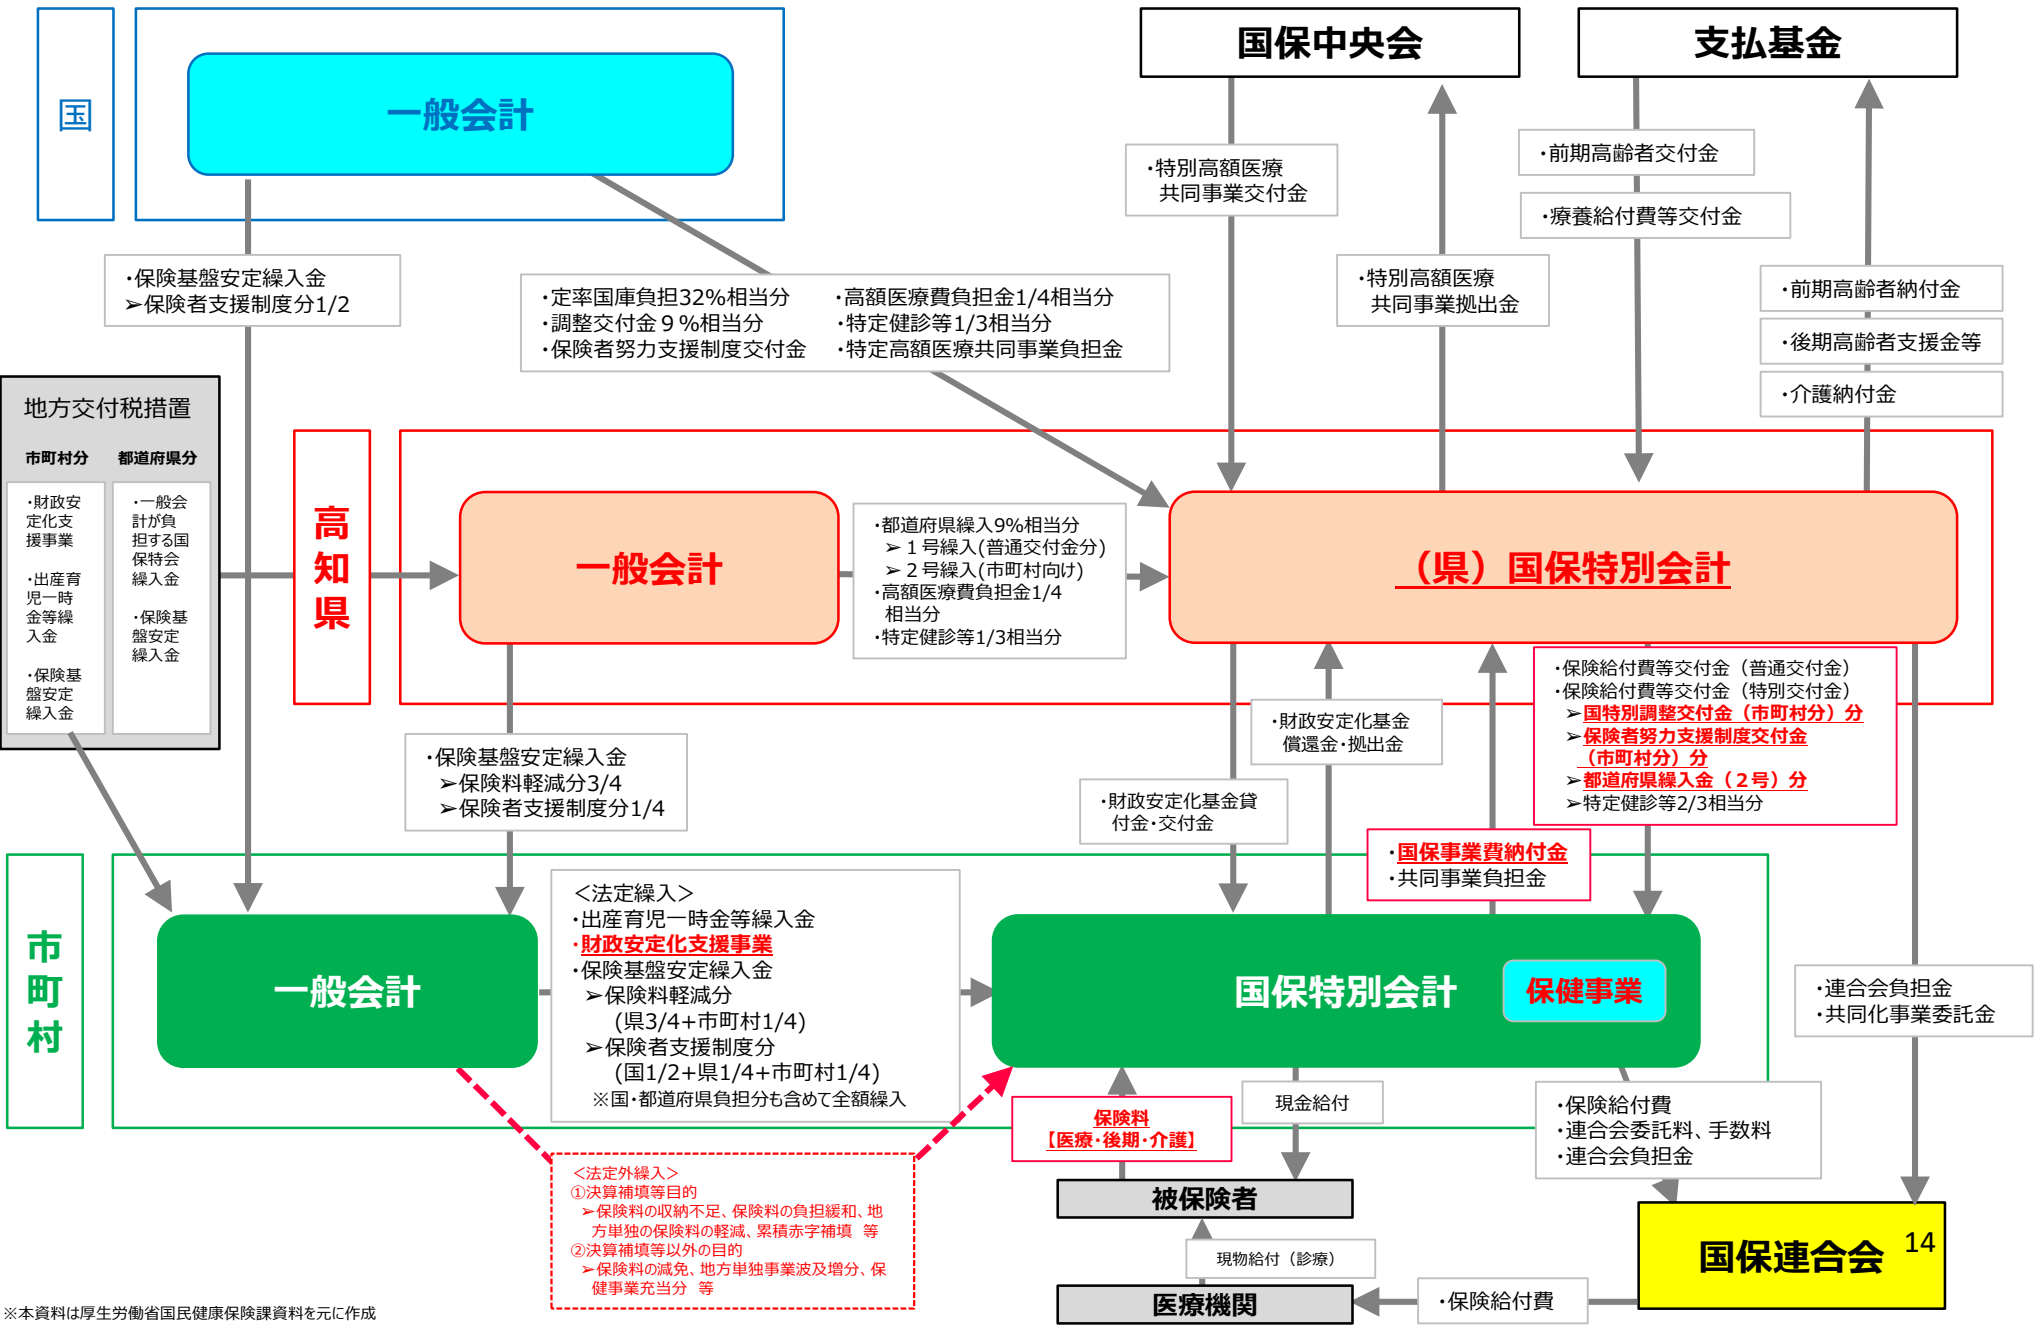 国
一般会計
国保中央会
支払基金
・特別高額医療
共同事業交付金
・前期高齢者交付金
・療養給付費等交付金
・保険基盤安定繰入金
➢保険者支援制度分1/2
・定率国庫負担32%相当分
・調整交付金９%相当分
・保険者努力支援制度交付金
・高額医療費負担金1/4相当分
・特定健診等1/3相当分
・特定高額医療共同事業負担金
・特別高額医療
共同事業拠出金
・前期高齢者納付金
・後期高齢者支援金等
・介護納付金
地方交付税措置
市町村分
・財政安
定化支
援事業
・出産育
児一時
金等繰
入金
・保険基
盤安定
繰入金
都道府県分
・一般会
計が負
担する国
保特会
繰入金
・保険基
盤安定
繰入金
高
知
県
一般会計
・都道府県繰入9%相当分
➢１号繰入(普通交付金分)
➢２号繰入(市町村向け)
・高額医療費負担金1/4
相当分
・特定健診等1/3相当分
（県）国保特別会計
・保険基盤安定繰入金
➢保険料軽減分3/4
➢保険者支援制度分1/4
・財政安定化基金貸
付金・交付金
・財政安定化基金
償還金・拠出金
・国保事業費納付金
・共同事業負担金
・保険給付費等交付金（普通交付金）
・保険給付費等交付金（特別交付金）
➢国特別調整交付金（市町村分）分
➢保険者努力支援制度交付金
（市町村分）分
➢都道府県繰入金（２号）分
➢特定健診等2/3相当分
市
町
村
一般会計
＜法定繰入＞
・出産育児一時金等繰入金
・財政安定化支援事業
・保険基盤安定繰入金
➢保険料軽減分
(県3/4+市町村1/4)
➢保険者支援制度分
(国1/2+県1/4+市町村1/4)
※国・都道府県負担分も含めて全額繰入
国保特別会計
保健事業
・連合会負担金
・共同化事業委託金
＜法定外繰入＞
①決算補填等目的
➢保険料の収納不足、保険料の負担緩和、地
方単独の保険料の軽減、累積赤字補填 等
②決算補填等以外の目的
➢保険料の減免、地方単独事業波及増分、保
健事業充当分 等
保険料
【医療・後期・介護】
現金給付
・保険給付費
・連合会委託料、手数料
・連合会負担金
被保険者
現物給付（診療）
医療機関
・保険給付費
国保連合会
14
※本資料は厚生労働省国民健康保険課資料を元に作成